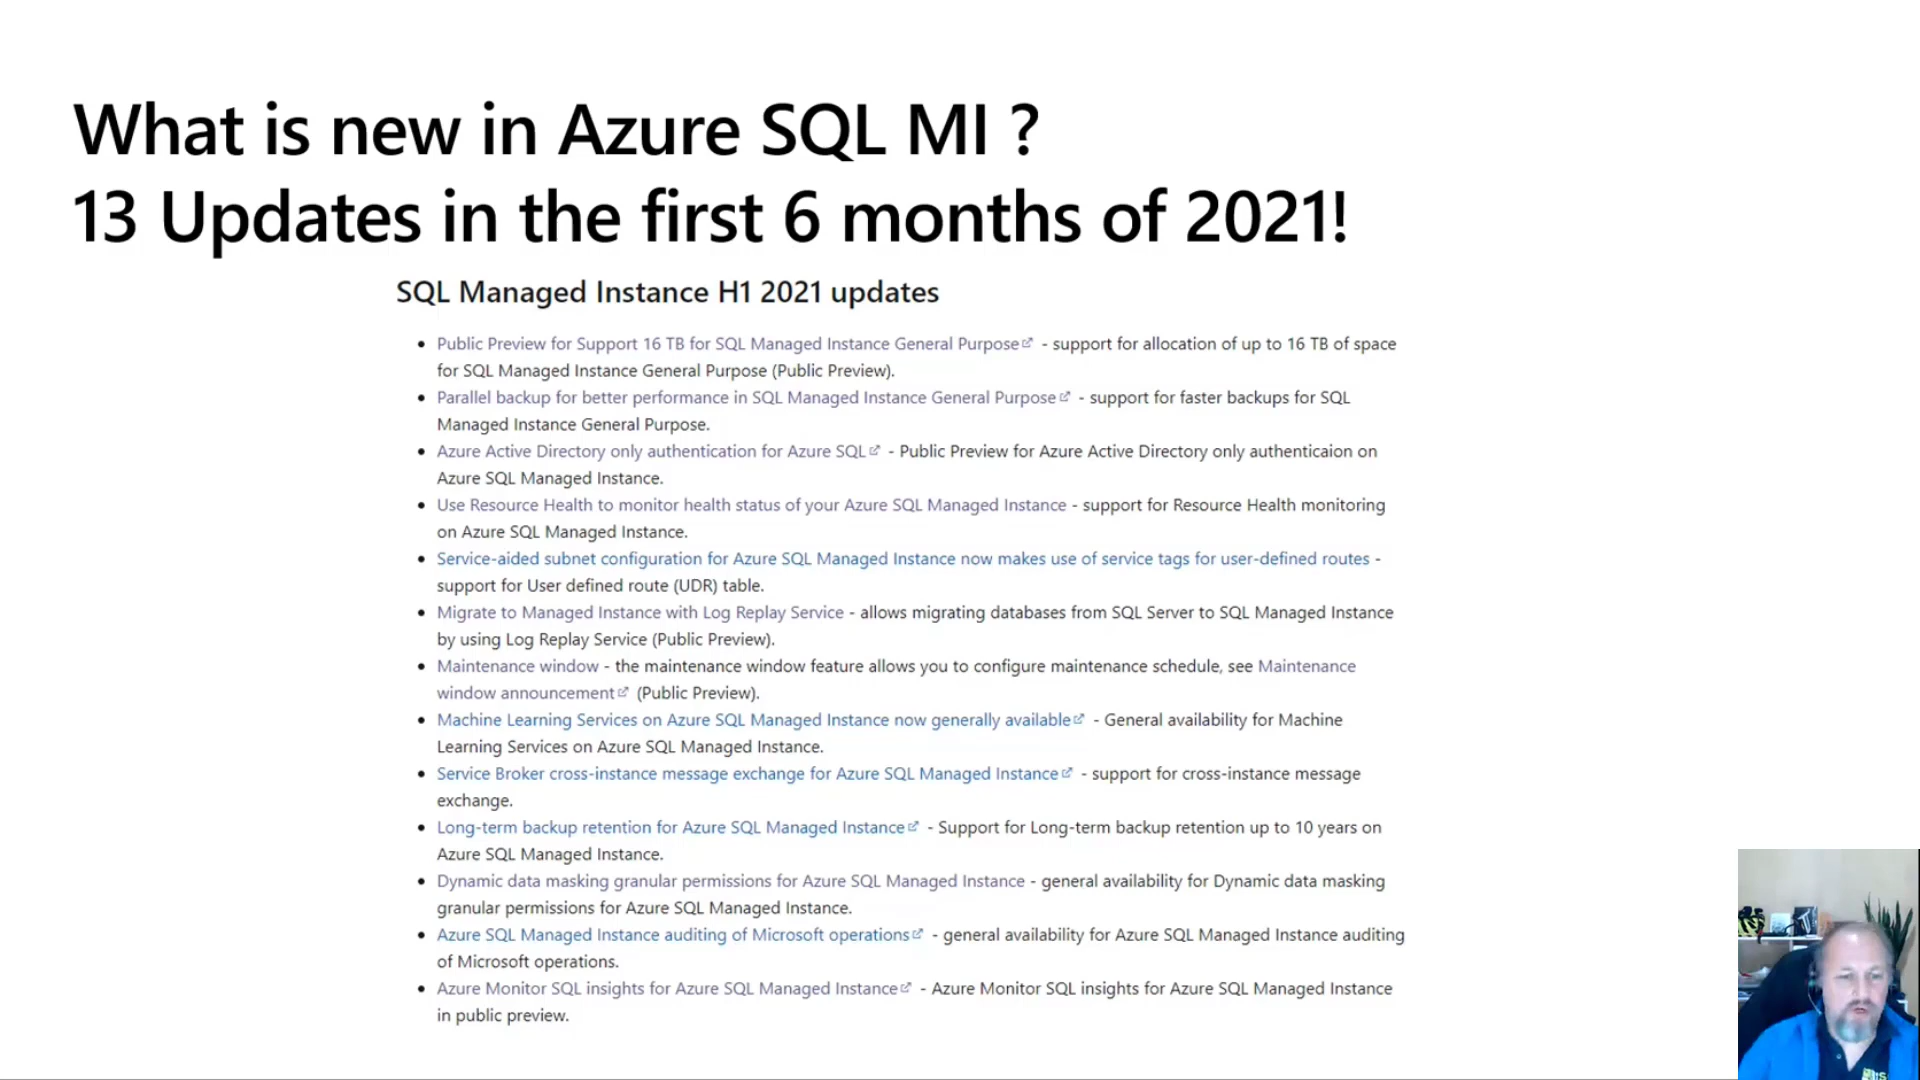 What is new in Azure SQL MI ?
13 Updates in the first 6 months of 2021!
SQL Managed Instance H1 2021 updates
• Public Preview for Support 16 TB for SQL Managed Instance General Purpose - support for allocation of up to 16 TB of space
for SQL Managed Instance General Purpose (Public Preview).
• Parallel backup for better performance in SQL Managed Instance General Purpose - support for faster backups for SQL
Managed Instance General Purpose.
• Azure Active Directory only authentication for Azure SQL - Public Preview for Azure Active Directory only authenticaion on
Azure SQL Managed Instance.
• Use Resource Health to monitor health status of your Azure SQL Managed Instance - support for Resource Health monitoring
on Azure SQL Managed Instance.
• Service-aided subnet configuration for Azure SQL Managed Instance now makes use of service tags for user-defined routes -
support for User defined route (UDR) table.
• Migrate to Managed Instance with Log Replay Service - allows migrating databases from SQL Server to SQL Managed Instance
by using Log Replay Service (Public Preview).
• Maintenance window - the maintenance window feature allows you to configure maintenance schedule, see Maintenance
window announcement (Public Preview).
• Machine Learning Services on Azure SQL Managed Instance now generally available - General availability for Machine
Learning Services on Azure SQL Managed Instance.
• Service Broker cross-instance message exchange for Azure SQL Managed Instance - support for cross-instance message
exchange.
• Long-term backup retention for Azure SQL Managed Instance - Support for Long-term backup retention up to 10 years on
Azure SQL Managed Instance.
• Dynamic data masking granular permissions for Azure SQL Managed Instance - general availability for Dynamic data masking
granular permissions for Azure SQL Managed Instance.
• Azure SQL Managed Instance auditing of Microsoft operations - general availability for Azure SQL Managed Instance auditing
of Microsoft operations.
• Azure Monitor SQL insights for Azure SQL Managed Instance - Azure Monitor SQL insights for Azure SQL Managed Instance
in public preview.